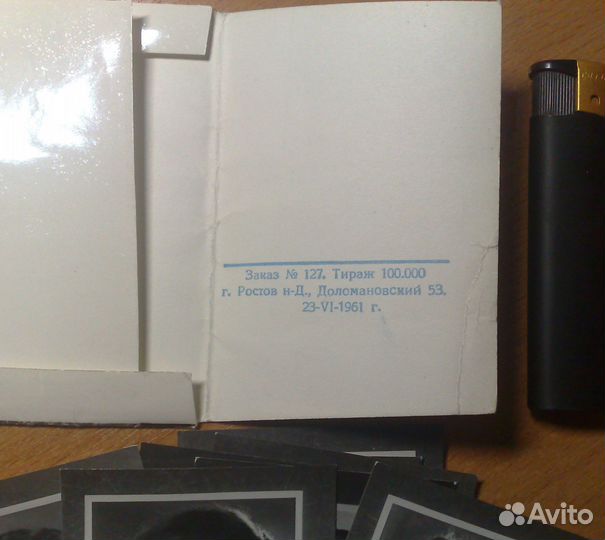 Заказ № 127. Тираж 100.000
г. Ростов н-Д., Доломановский 53.
23-VI-1961 г.
Avito